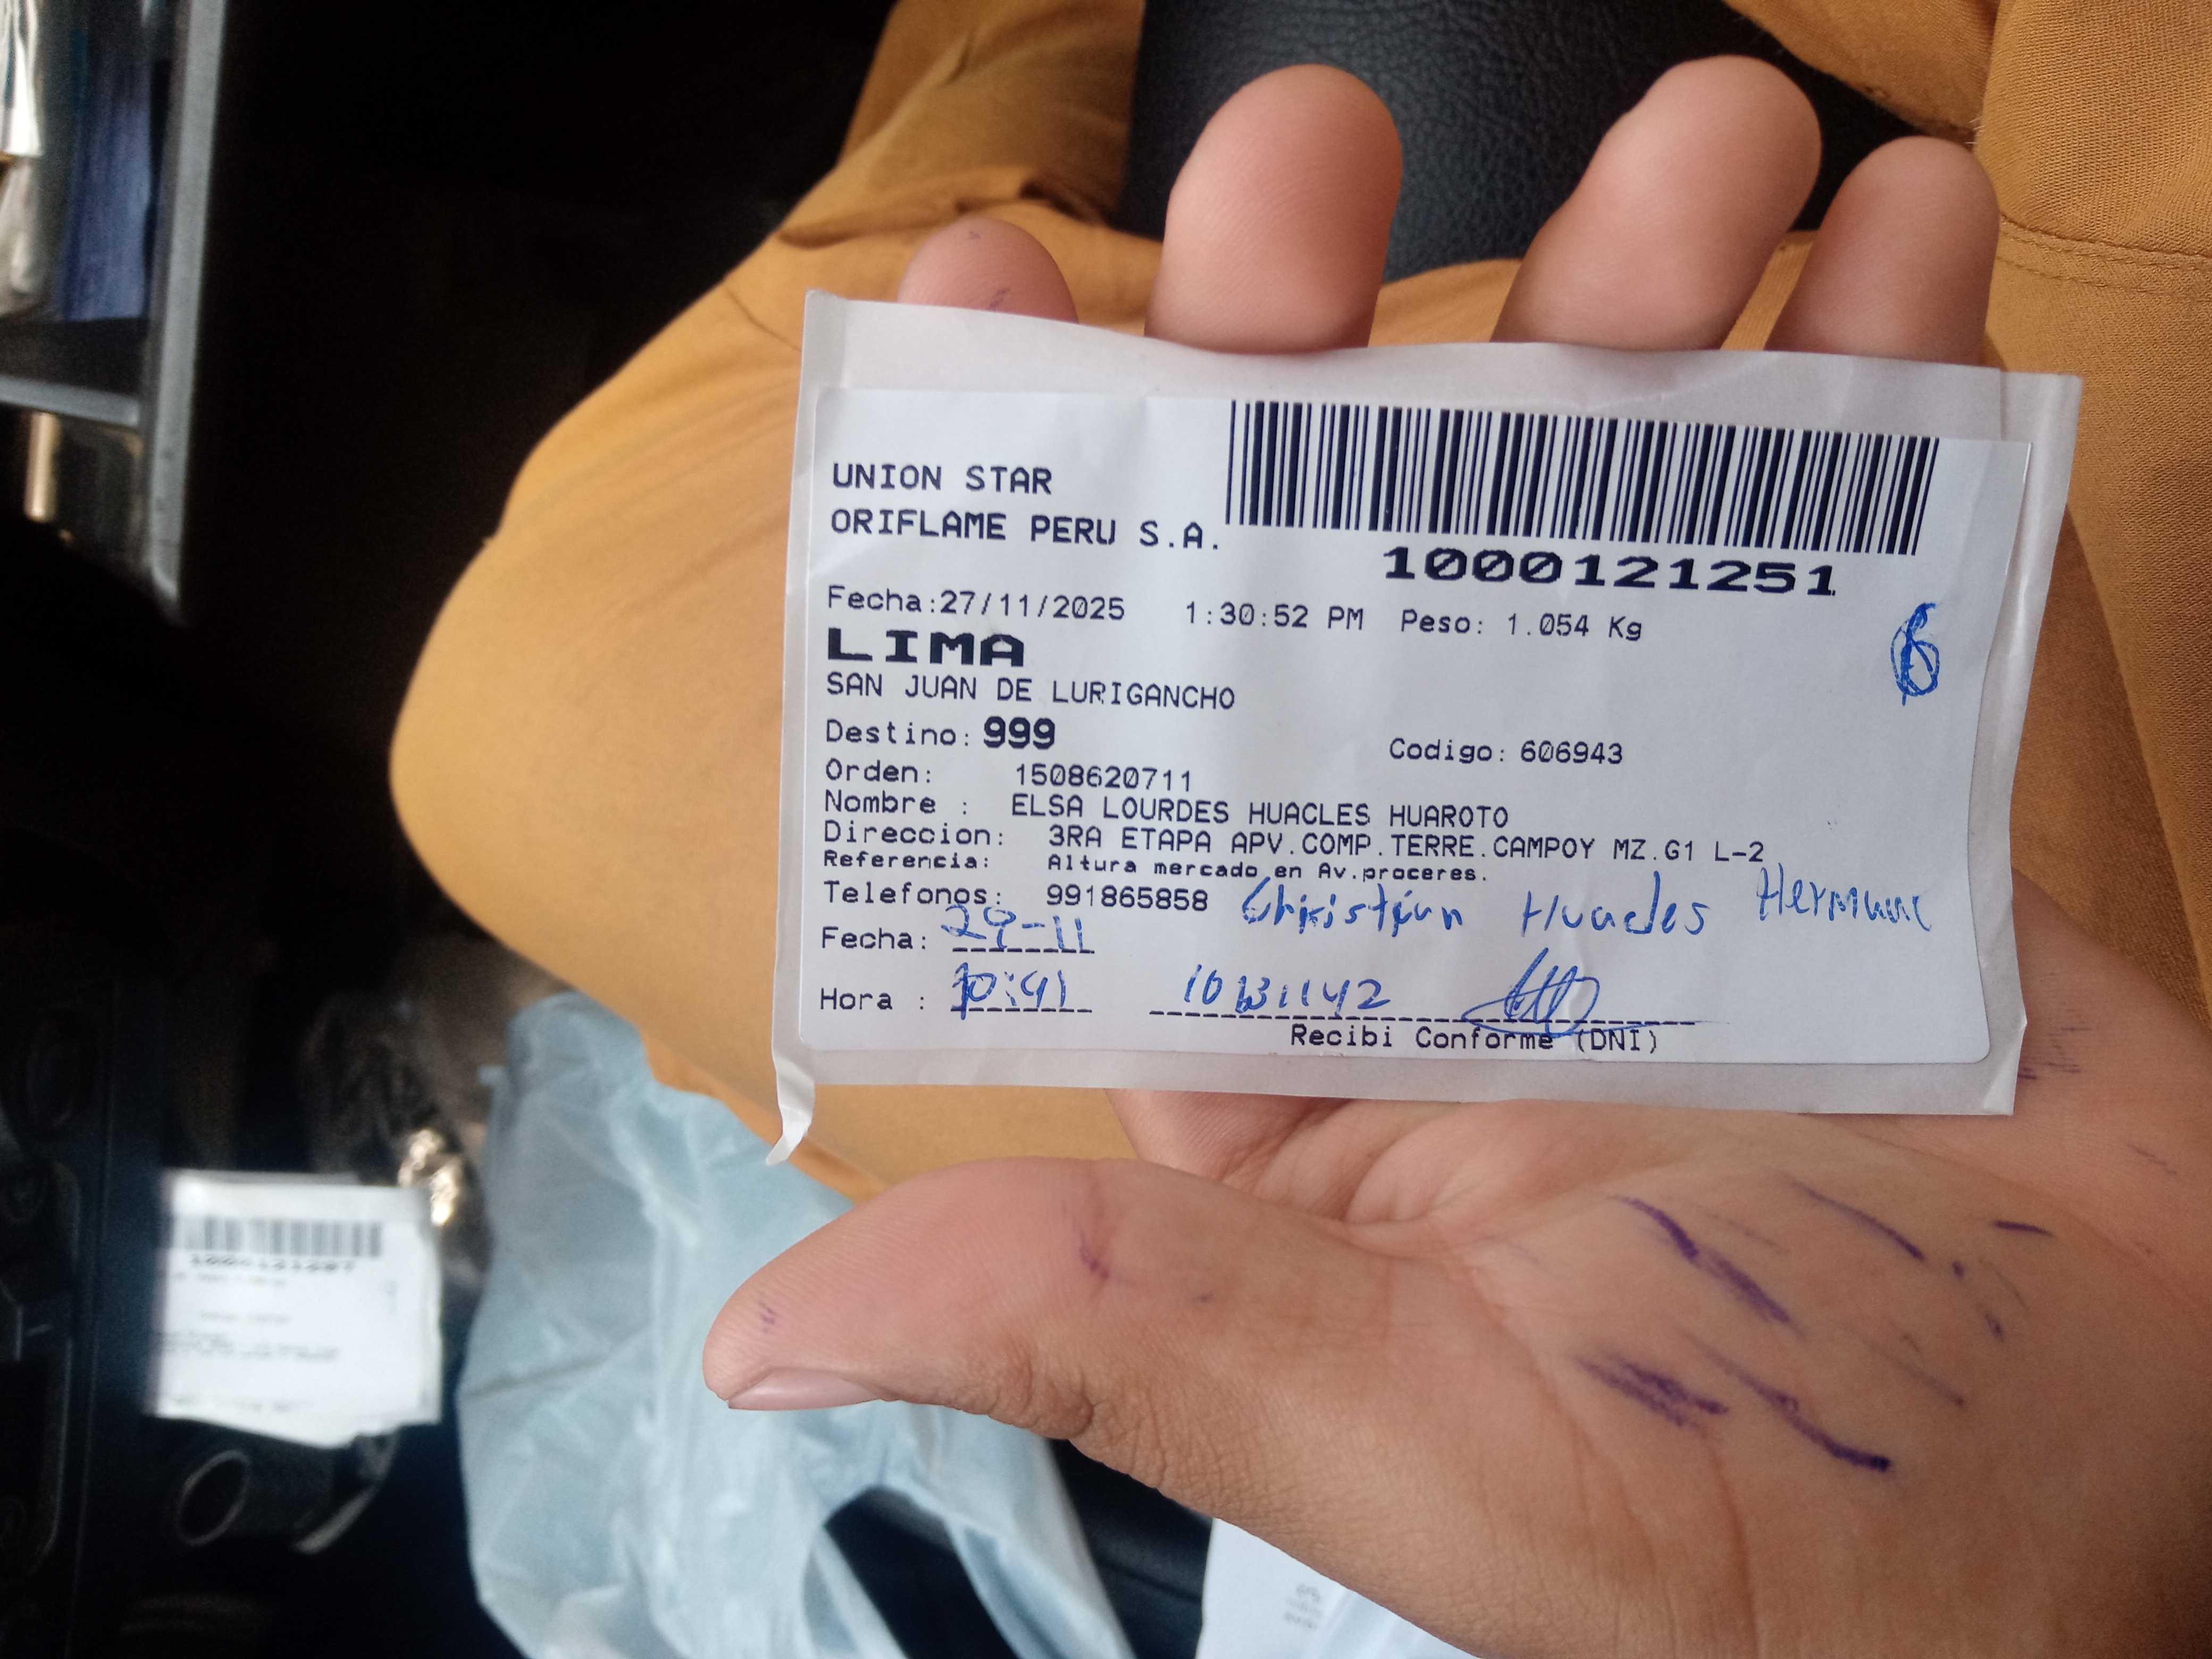 UNION STAR
ORIFLAME PERU S.A.
1000121251
Fecha:27/11/2025 1:30:52 PM Peso: 1.054 Kg
6
LIMA
SAN JUAN DE LURIGANCHO
Destino: 999 Codigo: 606943
Orden: 1508620711
Nombre : ELSA LOURDES HUACLES HUAROTO
Direccion: 3RA ETAPA APV.COMP.TERRE.CAMPOY MZ.G1 L-2
Referencia: Altura mercado en Av.proceres.
Telefonos: 991865858 Christian Huacles
Fecha: 29-11
Hora : 10:41
Recibi Conforme (DNI)